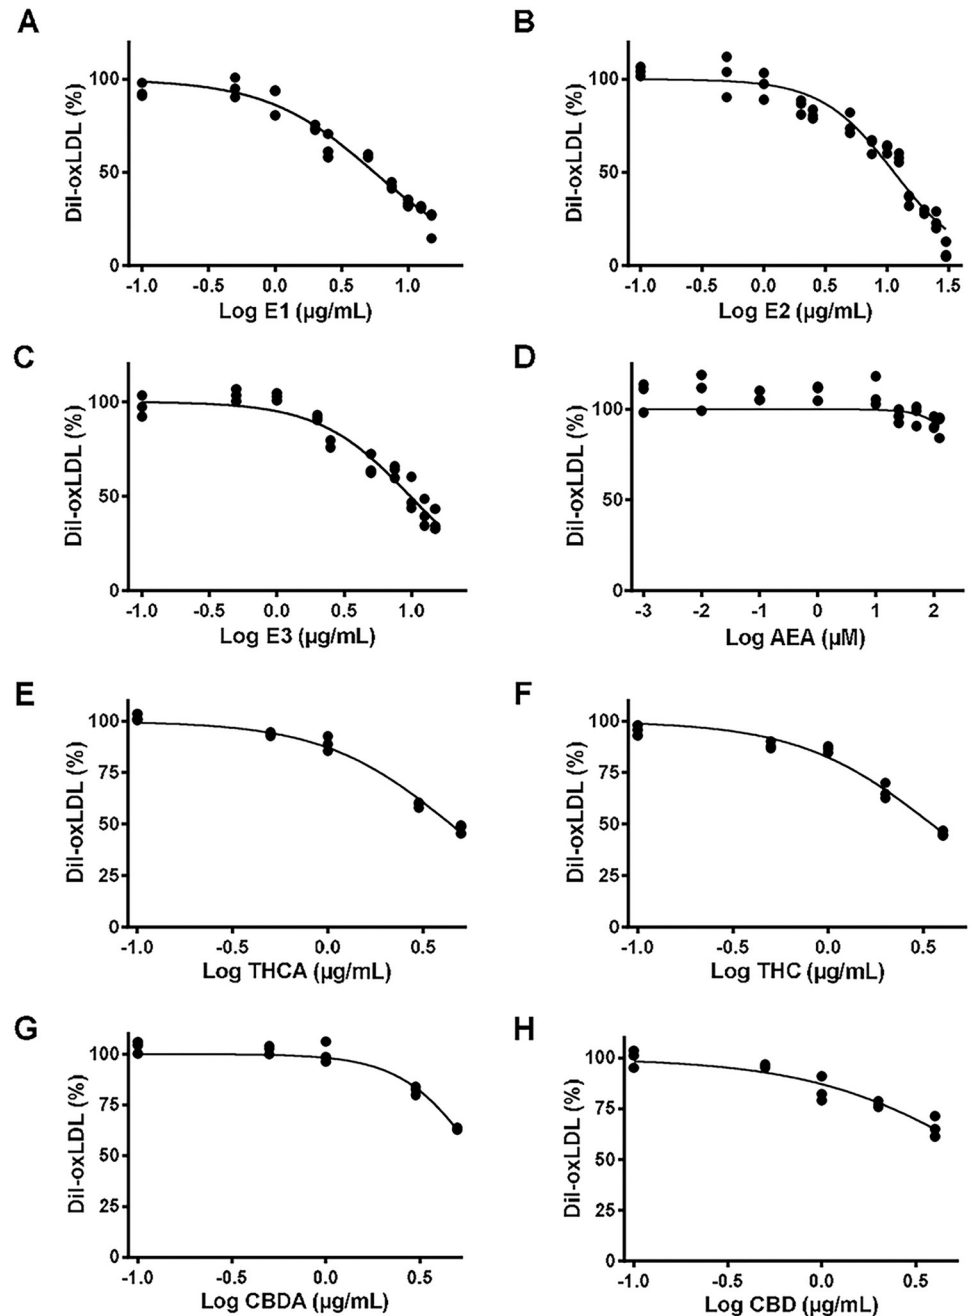 A
DiI-oxLDL (%)
100
50
0
-1.0 -0.5 0.0 0.5 1.0
Log E1 (µg/mL)
B
DiI-oxLDL (%)
100
50
0
-1.0 -0.5 0.0 0.5 1.0 1.5
Log E2 (µg/mL)
C
DiI-oxLDL (%)
100
50
0
-1.0 -0.5 0.0 0.5 1.0
Log E3 (µg/mL)
D
DiI-oxLDL (%)
100
50
0
-3 -2 -1 0 1 2
Log AEA (µM)
E
DiI-oxLDL (%)
100
75
50
25
0
-1.0 -0.5 0.0 0.5
Log THCA (µg/mL)
F
DiI-oxLDL (%)
100
75
50
25
0
-1.0 -0.5 0.0 0.5
Log THC (µg/mL)
G
DiI-oxLDL (%)
100
75
50
25
0
-1.0 -0.5 0.0 0.5
Log CBDA (µg/mL)
H
DiI-oxLDL (%)
100
75
50
25
0
-1.0 -0.5 0.0 0.5
Log CBD (µg/mL)